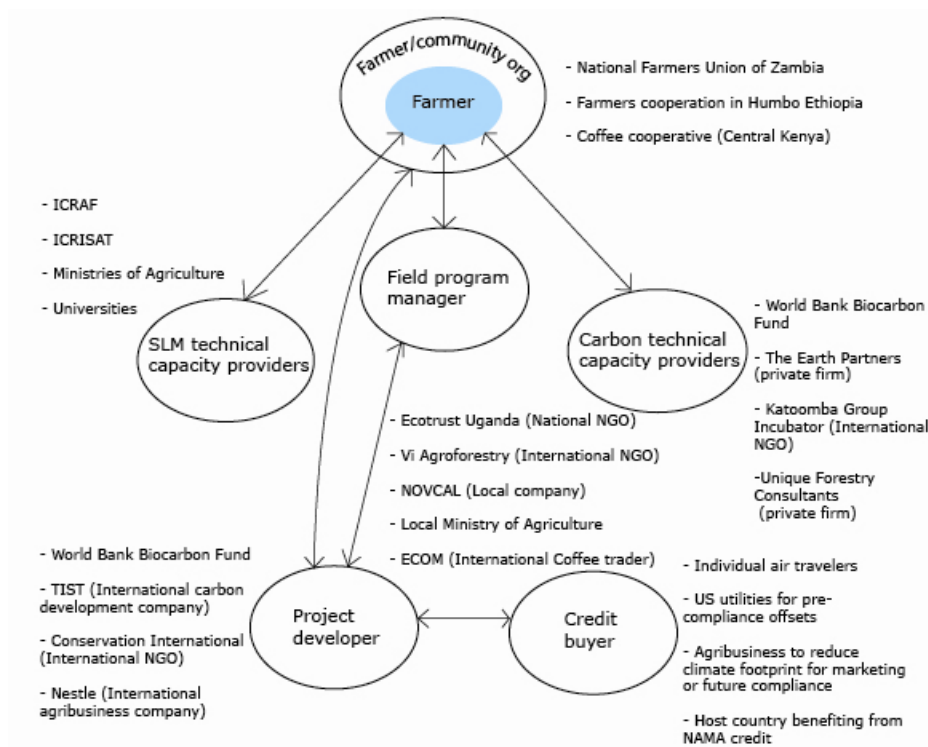 Farmer/community org
Farmer
- National Farmers Union of Zambia
- Farmers cooperation in Humbo Ethiopia
- Coffee cooperative (Central Kenya)
- ICRAF
- ICRISAT
- Ministries of Agriculture
- Universities
SLM technical
capacity providers
Field program
manager
Carbon technical
capacity providers
- World Bank Biocarbon
Fund
- The Earth Partners
(private firm)
- Katoomba Group
Incubator (International
NGO)
-Unique Forestry
Consultants
(private firm)
- Ecotrust Uganda (National NGO)
- Vi Agroforestry (International NGO)
- NOVCAL (Local company)
- Local Ministry of Agriculture
- ECOM (International Coffee trader)
- World Bank Biocarbon Fund
- TIST (International carbon
development company)
- Conservation International
(International NGO)
- Nestle (International
agribusiness company)
Project
developer
Credit
buyer
- Individual air travelers
- US utilities for pre-
compliance offsets
- Agribusiness to reduce
climate footprint for marketing
or future compliance
- Host country benefiting from
NAMA credit